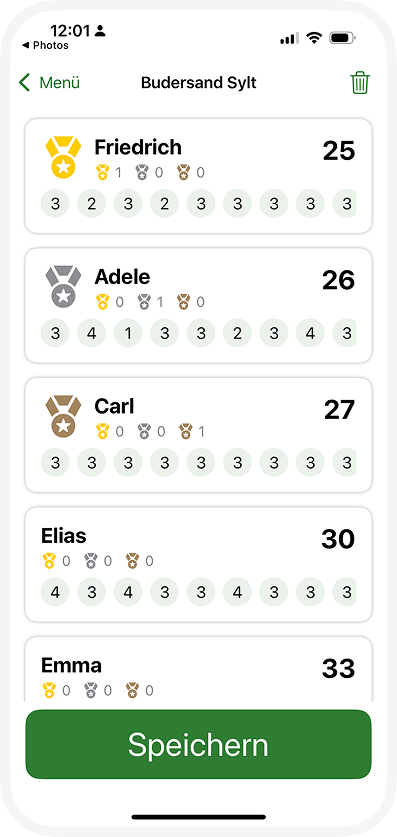 12:01
Photos
Menü
Budersand Sylt
Friedrich 25
1 0 0
3 2 3 2 3 3 3 3 3
Adele 26
0 1 0
3 4 1 3 3 2 3 4 3
Carl 27
0 0 1
3 3 3 3 3 3 3 3 3
Elias 30
0 0 0
4 3 4 3 3 4 3 3 3
Emma 33
0 0 0
Speichern